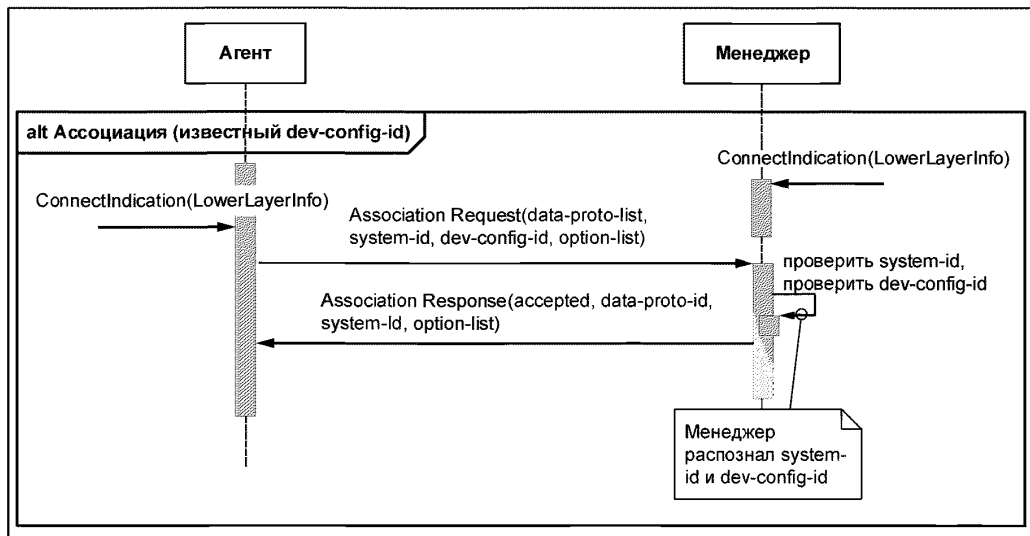 Агент
Менеджер
alt Ассоциация (известный dev-config-id)
ConnectIndication(LowerLayerInfo)
ConnectIndication(LowerLayerInfo)
Association Request(data-proto-list,
system-id, dev-config-id, option-list)
проверить system-id,
проверить dev-config-id
Association Response(accepted, data-proto-id,
system-Id, option-list)
Менеджер
распознал system-
id и dev-config-id